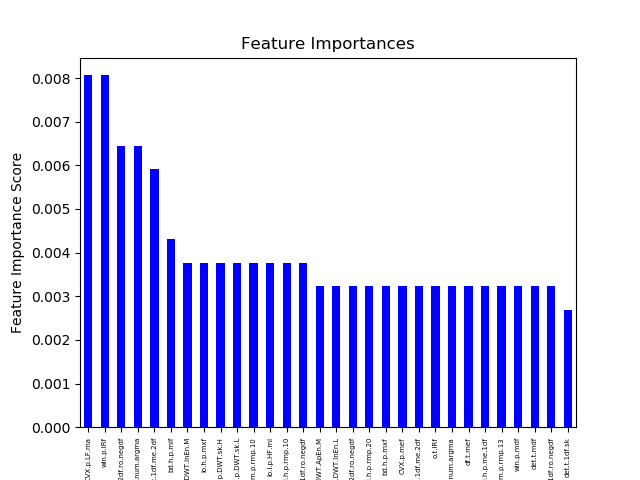 Feature Importances
Feature Importance Score
0.008
0.007
0.006
0.005
0.004
0.003
0.002
0.001
0.000
CVX.p.LF.ma
win.p.IRf
2df.ro.negdf
num.argma
.1df.me.2df
bd.h.p.mif
DWT.InEn.M
lo.h.p.mxf
p.DWT.sk.H
.p.DWT.sk.L
m.p.rmp.10
lo.l.p.HF.mi
.h.p.rmp.10
1df.ro.negdf
WT.ApEn.M
.DWT.InEn.L
2df.ro.negdf
.h.p.rmp.20
bd.h.p.mxf
CVX.p.mef
.1df.me.2df
o.t.IRf
num.argma
df.t.mef
.h.p.me.1df
m.p.rmp.13
win.p.mdf
det.t.mdf
1df.ro.negdf
det.t.1df.sk